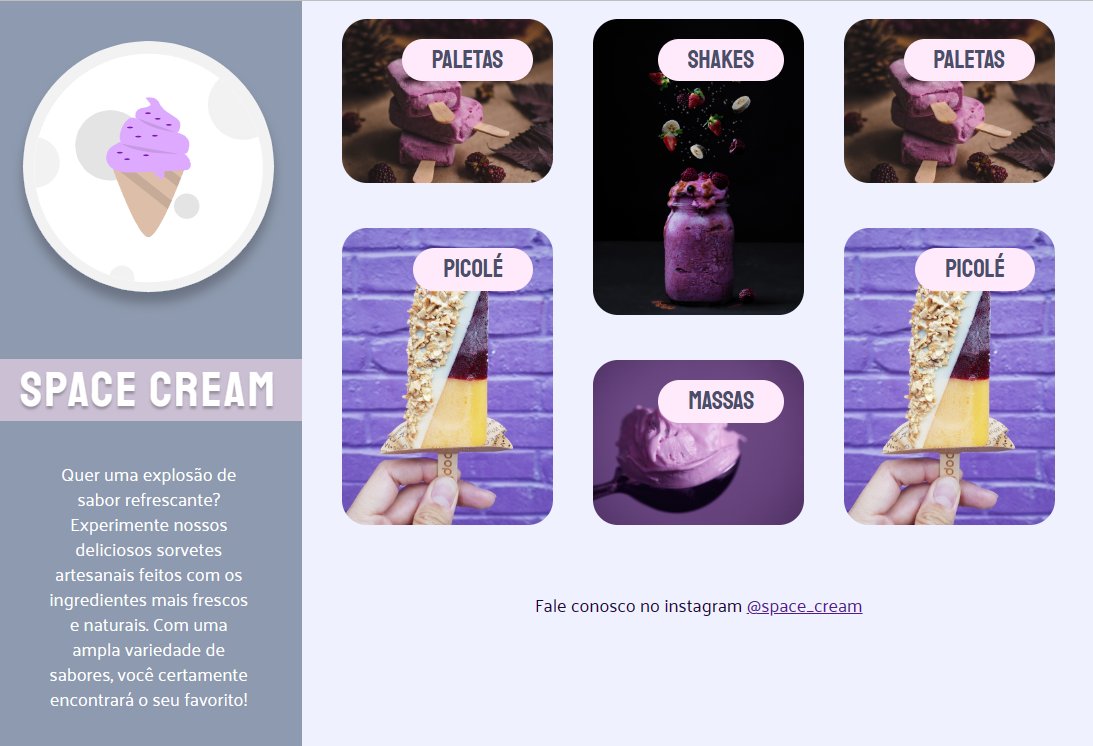 SPACE CREAM
Quer uma explosão de
sabor refrescante?
Experimente nossos
deliciosos sorvetes
artesanais feitos com os
ingredientes mais frescos
e naturais. Com uma
ampla variedade de
sabores, você certamente
encontrará o seu favorito!
PALETAS
SHAKES
PALETAS
PICOLÉ
PICOLÉ
MASSAS
Fale conosco no instagram @space_cream